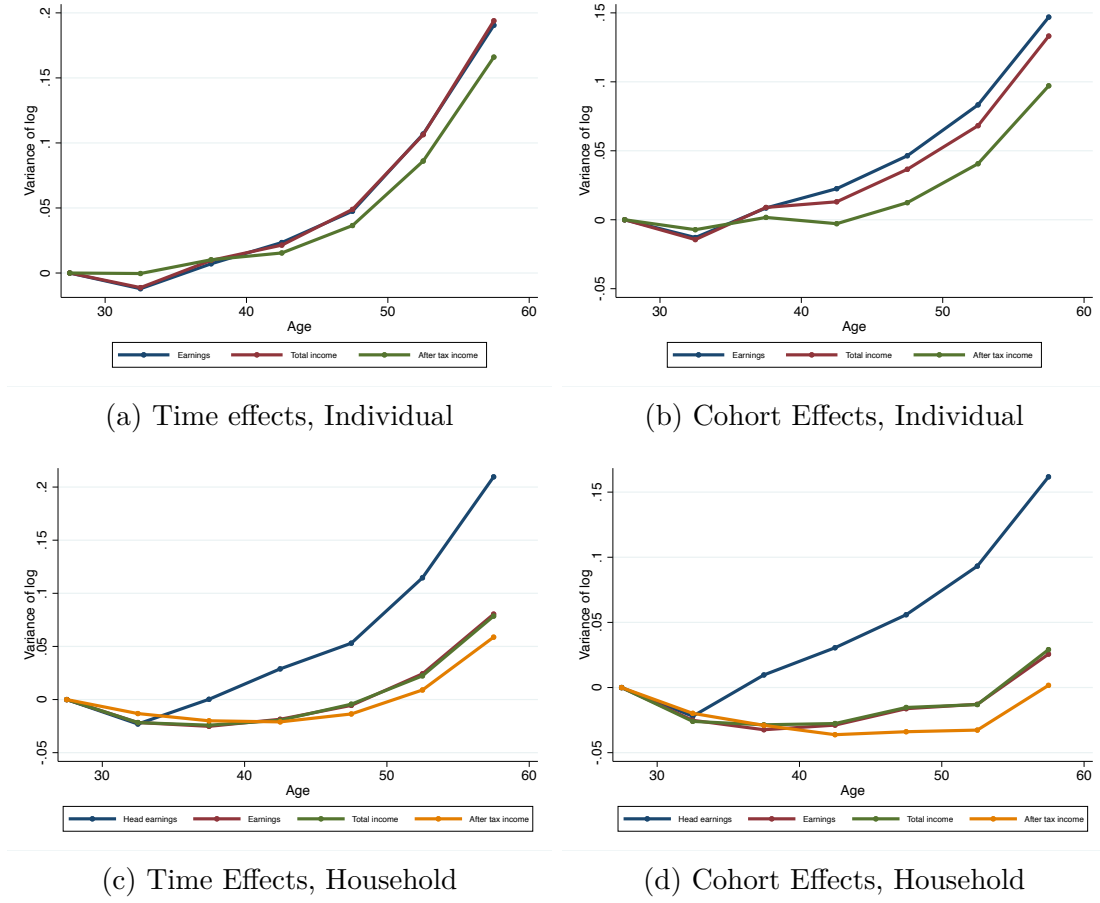 Variance of log
0 .05 .1 .15 .2
30 40 50 60
Age
Earnings Total income After tax income
(a) Time effects, Individual
Variance of log
-.05 0 .05 .1 .15
30 40 50 60
Age
Earnings Total income After tax income
(b) Cohort Effects, Individual
Variance of log
-.05 0 .05 .1 .15 .2
30 40 50 60
Age
Head earnings Earnings Total income After tax income
(c) Time Effects, Household
Variance of log
-.05 0 .05 .1 .15
30 40 50 60
Age
Head earnings Earnings Total income After tax income
(d) Cohort Effects, Household